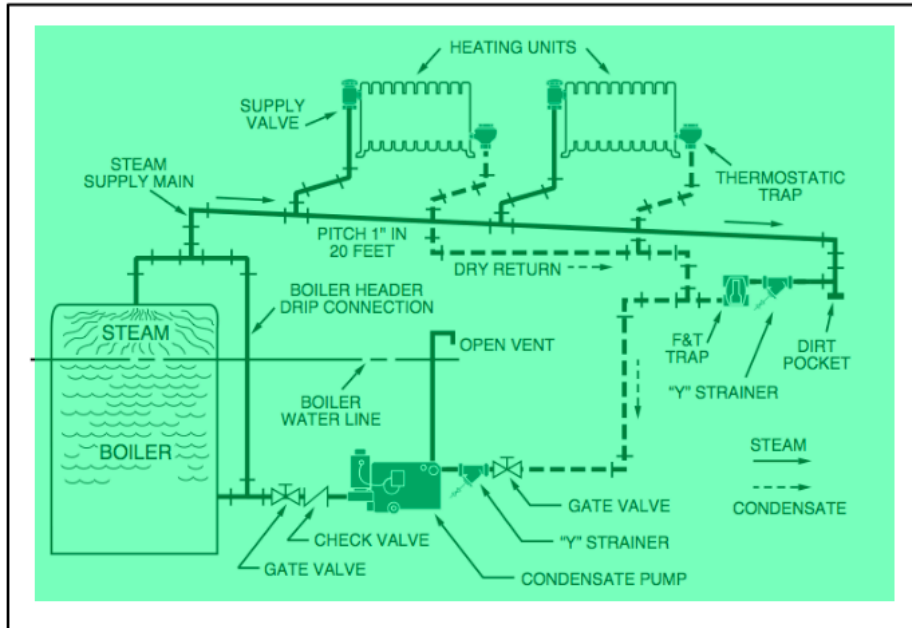 HEATING UNITS
SUPPLY
VALVE
STEAM
SUPPLY MAIN
THERMOSTATIC
TRAP
PITCH 1" IN
20 FEET
DRY RETURN
BOILER HEADER
DRIP CONNECTION
STEAM
OPEN VENT
F&T
TRAP
DIRT
POCKET
"Y" STRAINER
BOILER
WATER LINE
BOILER
STEAM
CONDENSATE
GATE VALVE
CHECK VALVE
"Y" STRAINER
GATE VALVE
CONDENSATE PUMP